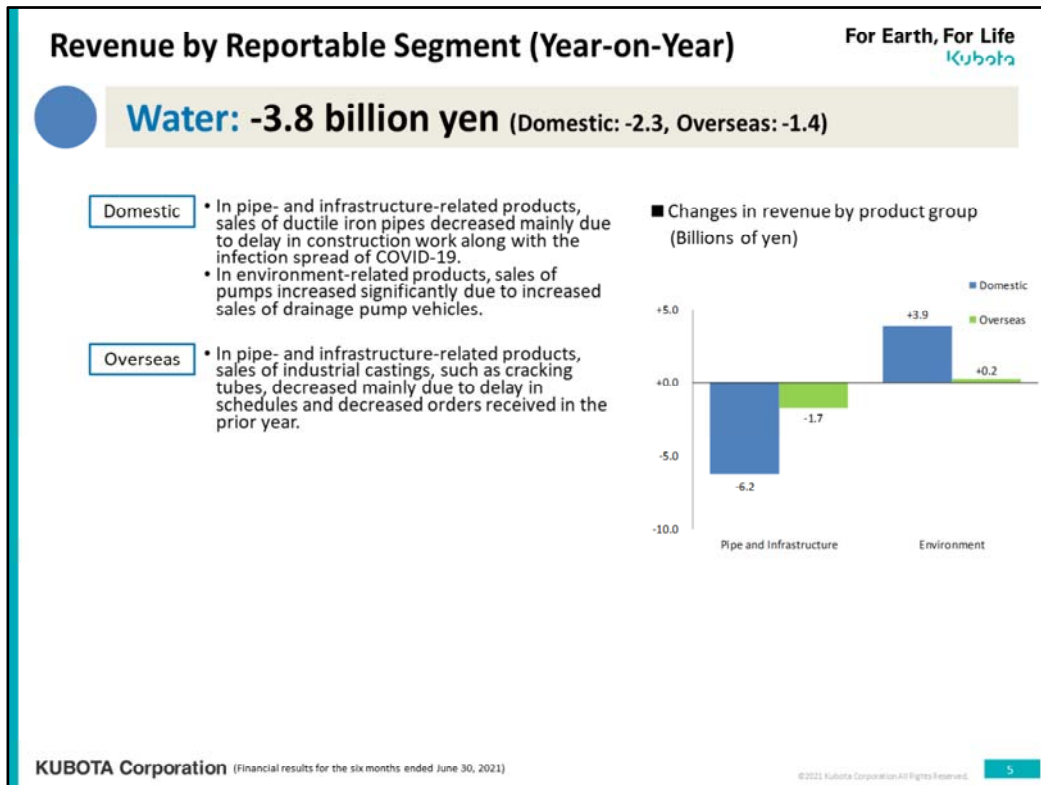 Revenue by Reportable Segment (Year-on-Year)
For Earth, For Life
Kubota
Water: -3.8 billion yen (Domestic: -2.3, Overseas: -1.4)
Domestic
• In pipe- and infrastructure-related products,
sales of ductile iron pipes decreased mainly due
to delay in construction work along with the
infection spread of COVID-19.
• In environment-related products, sales of
pumps increased significantly due to increased
sales of drainage pump vehicles.
Overseas
• In pipe- and infrastructure-related products,
sales of industrial castings, such as cracking
tubes, decreased mainly due to delay in
schedules and decreased orders received in the
prior year.
■ Changes in revenue by product group
(Billions of yen)
Domestic
Overseas
+5.0
+0.0
-5.0
-10.0
-6.2
-1.7
+3.9
+0.2
Pipe and Infrastructure
Environment
KUBOTA Corporation (Financial results for the six months ended June 30, 2021)
©2021 Kubota Corporation All Rights Reserved.
5